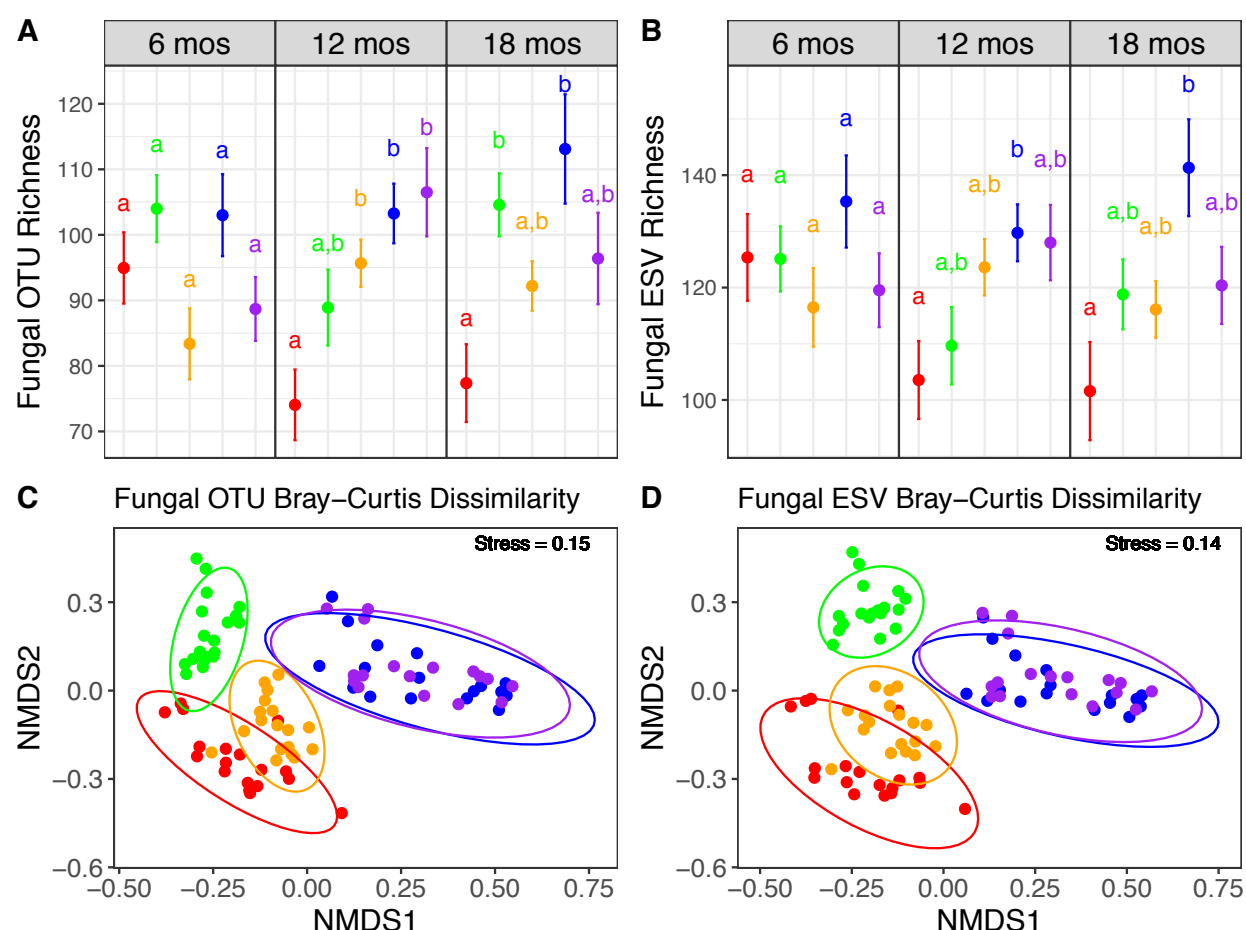 A
6 mos
12 mos
18 mos
Fungal OTU Richness
120
110
100
90
80
70
a
a
a
a
a
a
a,b
b
b
b
a
b
a,b
b
a,b
B
6 mos
12 mos
18 mos
Fungal ESV Richness
140
120
100
a
a
a
a
a
a
a,b
a,b
b
a,b
a
a,b
a,b
b
a,b
C
Fungal OTU Bray−Curtis Dissimilarity
Stress = 0.15
NMDS2
0.3
0.0
−0.3
−0.6
−0.50
−0.25
0.00
0.25
0.50
0.75
NMDS1
D
Fungal ESV Bray−Curtis Dissimilarity
Stress = 0.14
NMDS2
0.3
0.0
−0.3
−0.6
−0.50
−0.25
0.00
0.25
0.50
0.75
NMDS1